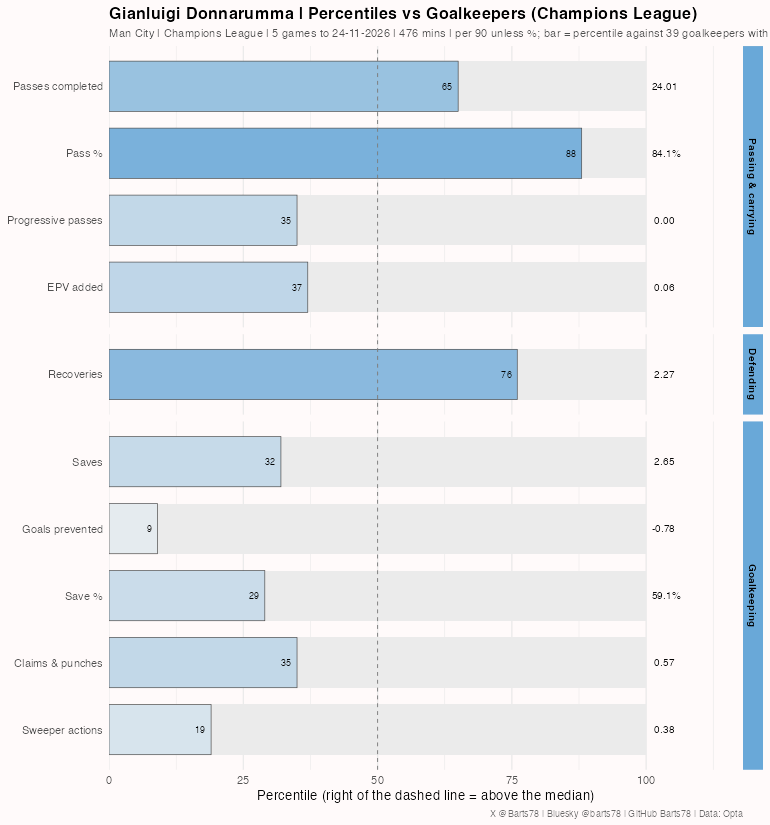 Gianluigi Donnarumma | Percentiles vs Goalkeepers (Champions League)
Man City | Champions League | 5 games to 24-11-2026 | 476 mins | per 90 unless %; bar = percentile against 39 goalkeepers with
Passing & carrying
Passes completed 65 24.01
Pass % 88 84.1%
Progressive passes 35 0.00
EPV added 37 0.06
Defending
Recoveries 76 2.27
Goalkeeping
Saves 32 2.65
Goals prevented 9 -0.78
Save % 29 59.1%
Claims & punches 35 0.57
Sweeper actions 19 0.38
0 25 50 75 100
Percentile (right of the dashed line = above the median)
X @Barts78 | Bluesky @barts78 | GitHub Barts78 | Data: Opta